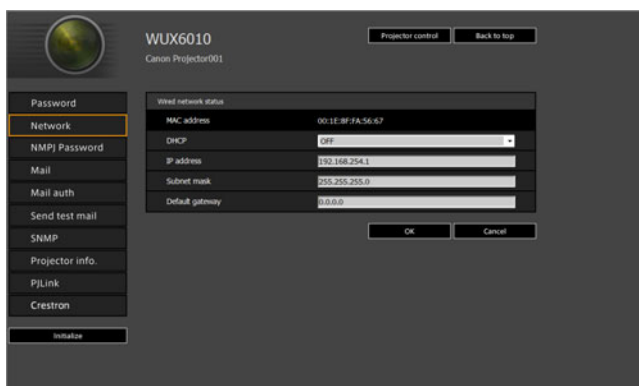 WUX6010
Canon Projector001
Projector control
Back to top
Password
Network
NMPJ Password
Mail
Mail auth
Send test mail
SNMP
Projector info.
PJLink
Crestron
Initialize
Wired network status
MAC address 00:1E:8F:FA:56:67
DHCP OFF
IP address 192.168.254.1
Subnet mask 255.255.255.0
Default gateway 0.0.0.0
OK
Cancel